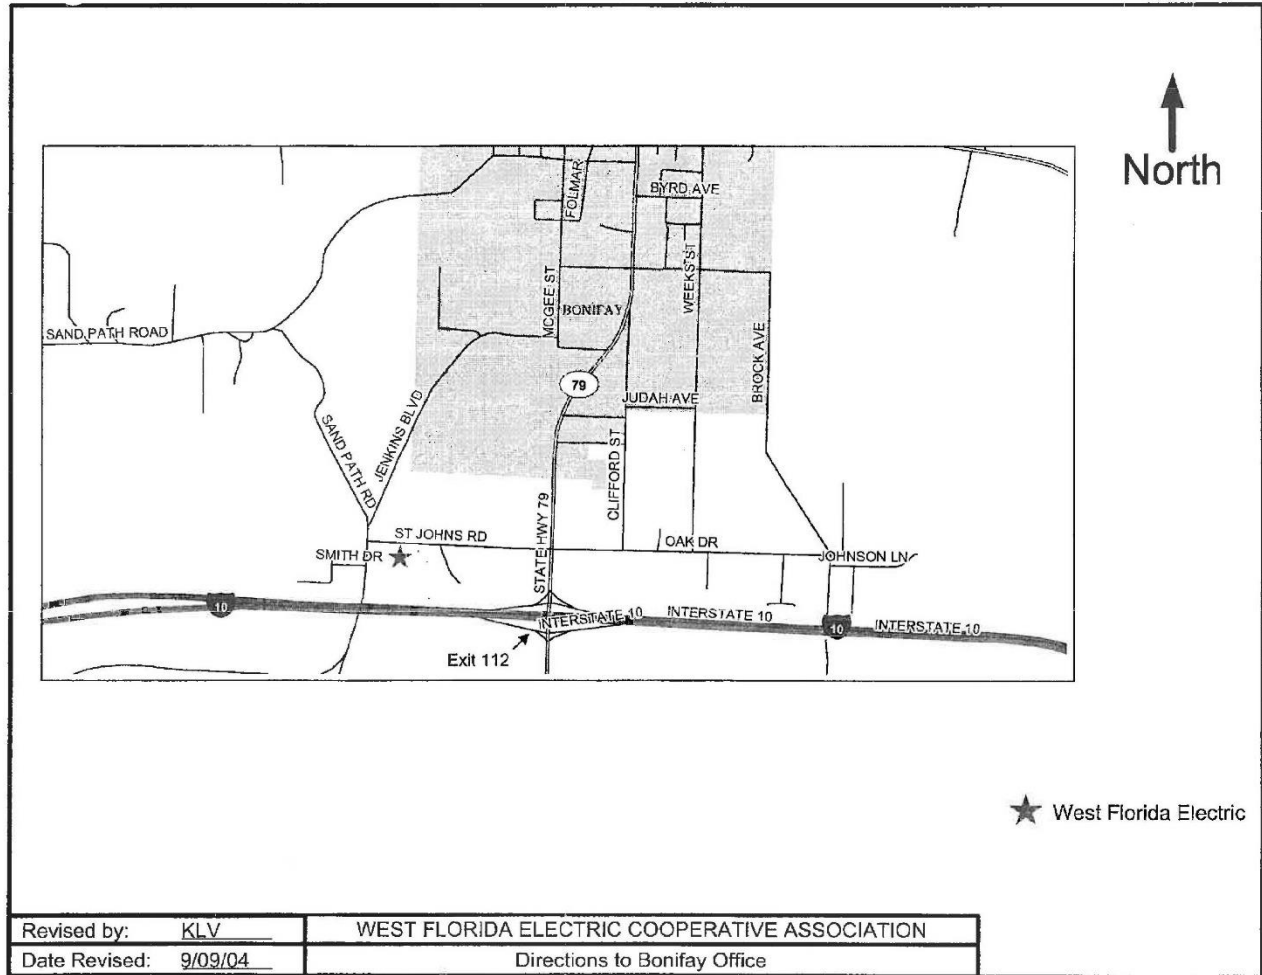 North
FOLMAR
BYRD AVE
MCGEE ST
WEEKS ST
BONIFAY
SAND PATH ROAD
BROCK AVE
79
JUDAH AVE
JENKINS BLVD
SAND PATH RD
CLIFFORD ST
STATE HWY 79
ST JOHNS RD
OAK DR
SMITH DR
JOHNSON LN
10
INTERSTATE 10
INTERSTATE 10
10
INTERSTATE 10
Exit 112
West Florida Electric
Revised by: KLV
WEST FLORIDA ELECTRIC COOPERATIVE ASSOCIATION
Date Revised: 9/09/04
Directions to Bonifay Office